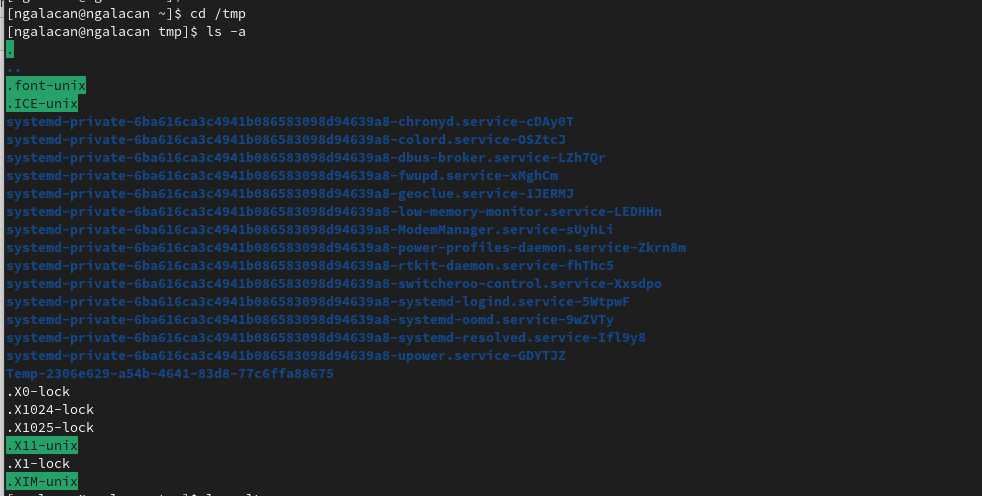 [ngalacan@ngalacan ~]$ cd /tmp
[ngalacan@ngalacan tmp]$ ls -a
.
..
.font-unix
.ICE-unix
systemd-private-6ba616ca3c4941b086583098d94639a8-chronyd.service-cDAy0T
systemd-private-6ba616ca3c4941b086583098d94639a8-colord.service-OSZtcJ
systemd-private-6ba616ca3c4941b086583098d94639a8-dbus-broker.service-LZh7Qr
systemd-private-6ba616ca3c4941b086583098d94639a8-fwupd.service-xMghCm
systemd-private-6ba616ca3c4941b086583098d94639a8-geoclue.service-1JERMJ
systemd-private-6ba616ca3c4941b086583098d94639a8-low-memory-monitor.service-LEDHHn
systemd-private-6ba616ca3c4941b086583098d94639a8-ModemManager.service-sUyhLi
systemd-private-6ba616ca3c4941b086583098d94639a8-power-profiles-daemon.service-Zkrn8m
systemd-private-6ba616ca3c4941b086583098d94639a8-rtkit-daemon.service-fhThc5
systemd-private-6ba616ca3c4941b086583098d94639a8-switcheroo-control.service-Xxsdpo
systemd-private-6ba616ca3c4941b086583098d94639a8-systemd-logind.service-5WtpwF
systemd-private-6ba616ca3c4941b086583098d94639a8-systemd-oomd.service-9wZVTy
systemd-private-6ba616ca3c4941b086583098d94639a8-systemd-resolved.service-Ifl9y8
systemd-private-6ba616ca3c4941b086583098d94639a8-upower.service-GDYTJZ
Temp-2306e629-a54b-4641-83d8-77c6ffa88675
.X0-lock
.X1024-lock
.X1025-lock
.X11-unix
.X1-lock
.XIM-unix